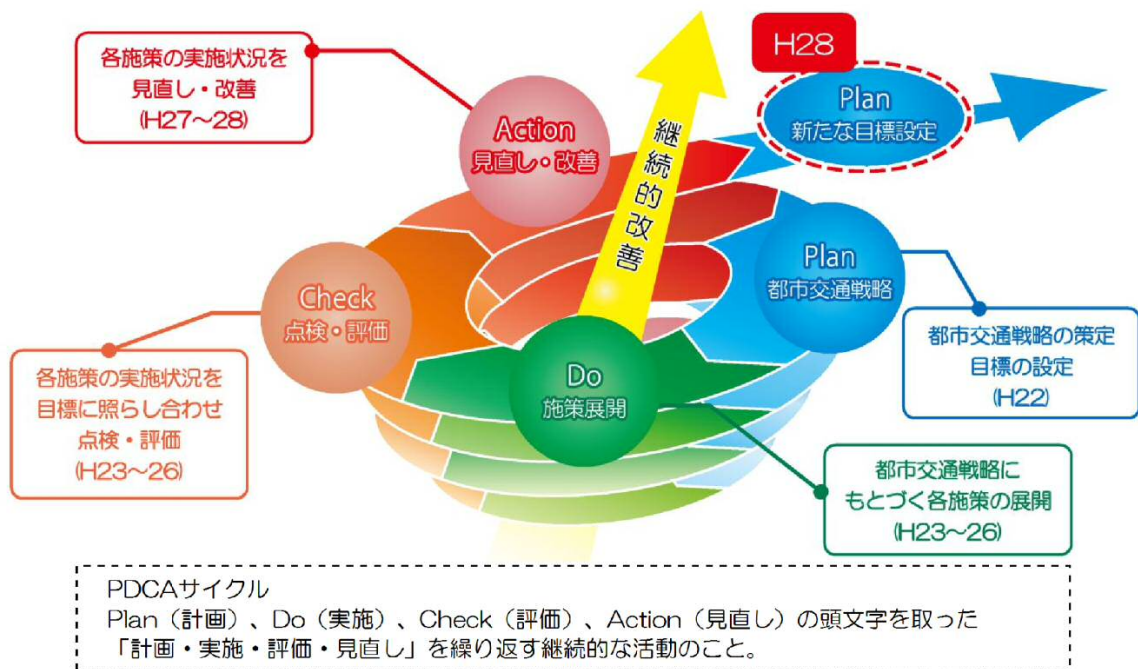 各施策の実施状況を
見直し・改善
(H27～28)
H28
Plan
新たな目標設定
Action
見直し・改善
継続的改善
Plan
都市交通戦略
Check
点検・評価
都市交通戦略の策定
目標の設定
(H22)
各施策の実施状況を
目標に照らし合わせ
点検・評価
(H23～26)
Do
施策展開
都市交通戦略に
もとづく各施策の展開
(H23～26)
PDCAサイクル
Plan（計画）、Do（実施）、Check（評価）、Action（見直し）の頭文字を取った
「計画・実施・評価・見直し」を繰り返す継続的な活動のこと。